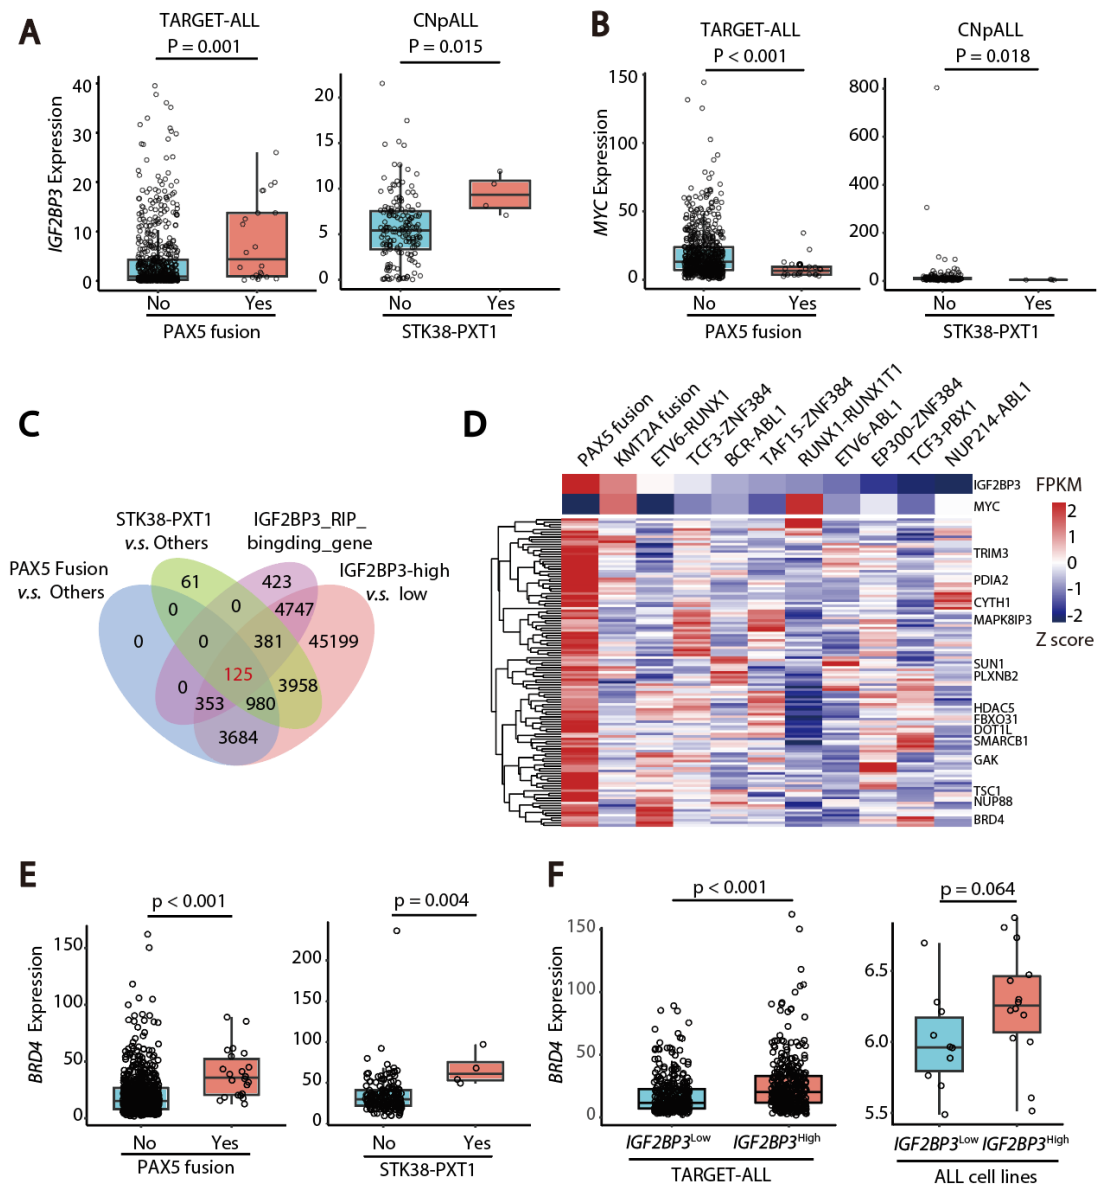 A
TARGET-ALL
P = 0.001
CNpALL
P = 0.015
IGF2BP3 Expression
40
30
20
10
0
20
15
10
5
0
No
Yes
PAX5 fusion
No
Yes
STK38-PXT1
B
TARGET-ALL
P < 0.001
CNpALL
P = 0.018
MYC Expression
150
100
50
0
800
600
400
200
0
No
Yes
PAX5 fusion
No
Yes
STK38-PXT1
C
STK38-PXT1
v.s. Others
IGF2BP3_RIP_
bingding_gene
PAX5 Fusion
v.s. Others
IGF2BP3-high
v.s. low
61
423
0
0
4747
0
0
381
45199
125
0
353
980
3958
3684
D
PAX5 fusion
KMT2A fusion
ETV6-RUNX1
TCF3-ZNF384
BCR-ABL1
TAF15-ZNF384
RUNX1-RUNX1T1
ETV6-ABL1
EP300-ZNF384
TCF3-PBX1
NUP214-ABL1
IGF2BP3
MYC
TRIM3
PDIA2
CYTH1
MAPK8IP3
SUN1
PLXNB2
HDAC5
FBXO31
DOT1L
SMARCB1
GAK
TSC1
NUP88
BRD4
FPKM
2
1
0
-1
-2
Z score
E
p < 0.001
p = 0.004
BRD4 Expression
150
100
50
0
200
150
100
50
0
No
Yes
PAX5 fusion
No
Yes
STK38-PXT1
F
p < 0.001
p = 0.064
BRD4 Expression
150
100
50
0
6.5
6.0
5.5
IGF2BP3Low
IGF2BP3High
TARGET-ALL
IGF2BP3Low
IGF2BP3High
ALL cell lines